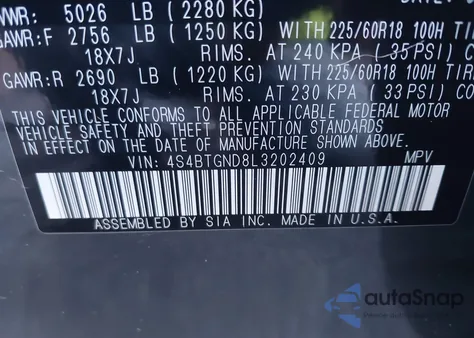 5026 LB (2280 KG)
GAWR:F 2756 LB (1250 KG) WITH 225/60R18 100H
18X7J RIMS. AT 240 KPA (35 PSI)
GAWR:R 2690 LB (1220 KG) WITH 225/60R18 100H
18X7J RIMS. AT 230 KPA (33 PSI)
THIS VEHICLE CONFORMS TO ALL APPLICABLE FEDERAL MOTOR
VEHICLE SAFETY AND THEFT PREVENTION STANDARDS
IN EFFECT ON THE DATE OF MANUFACTURE SHOWN ABOVE.
VIN: 4S4BTGND8L3202409 MPV
ASSEMBLED BY SIA INC. MADE IN U.S.A.
autoSnap